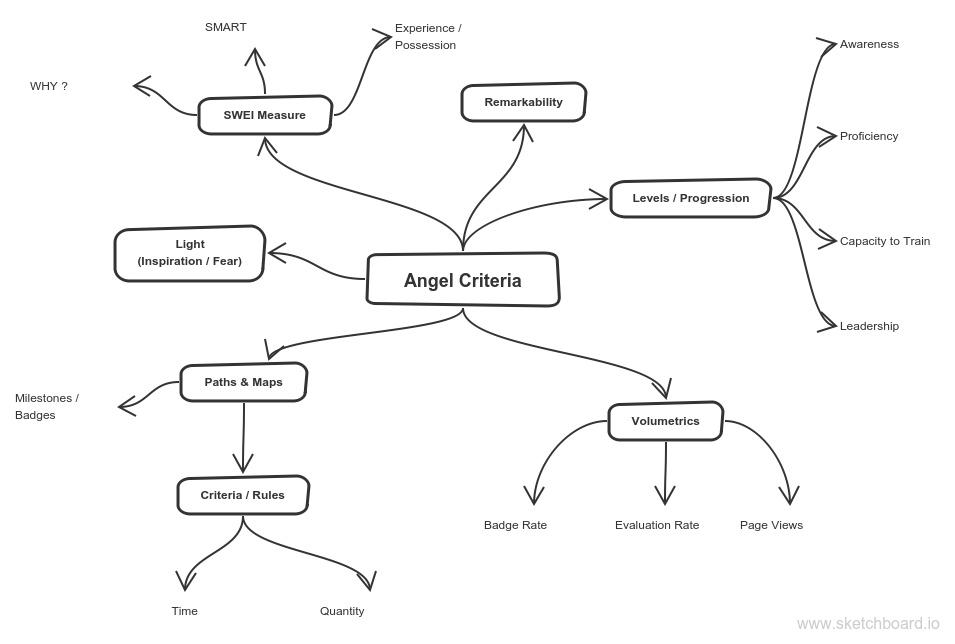 SMART
Experience /
Possession
WHY ?
SWEI Measure
Remarkability
Awareness
Proficiency
Levels / Progression
Capacity to Train
Leadership
Light
(Inspiration / Fear)
Angel Criteria
Paths & Maps
Milestones /
Badges
Volumetrics
Criteria / Rules
Badge Rate
Evaluation Rate
Page Views
Time
Quantity
www.sketchboard.io